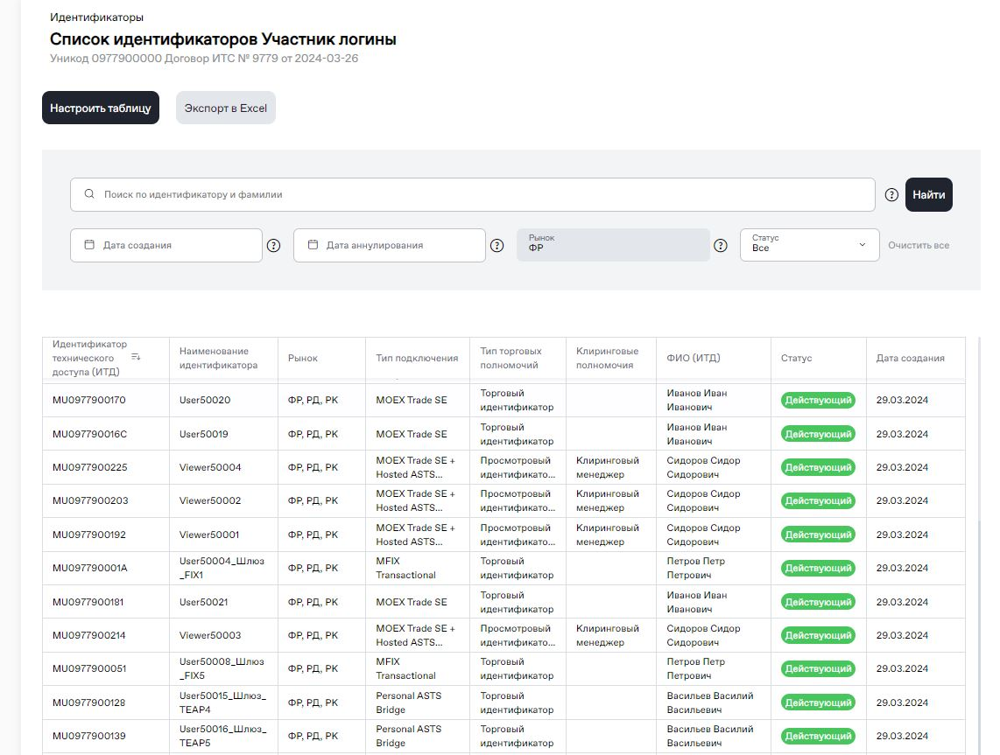 Идентификаторы
Список идентификаторов Участник логины
Уникод 0977900000 Договор ИТС № 9779 от 2024-03-26
Настроить таблицу
Экспорт в Excel
Поиск по идентификатору и фамилии
Найти
Дата создания
Дата аннулирования
Рынок
ФР
Статус
Все
Очистить все
Идентификатор
технического
доступа (ИТД)
Наименование
идентификатора
Рынок
Тип подключения
Тип торговых
полномочий
Клиринговые
полномочия
ФИО (ИТД)
Статус
Дата создания
MU0977900170
User50020
ФР, РД, РК
MOEX Trade SE
Торговый
идентификатор
Иванов Иван
Иванович
Действующий
29.03.2024
MU097790016C
User50019
ФР, РД, РК
MOEX Trade SE
Торговый
идентификатор
Иванов Иван
Иванович
Действующий
29.03.2024
MU0977900225
Viewer50004
ФР, РД, РК
MOEX Trade SE +
Hosted ASTS...
Просмотровый
идентификато...
Клиринговый
менеджер
Сидоров Сидор
Сидорович
Действующий
29.03.2024
MU0977900203
Viewer50002
ФР, РД, РК
MOEX Trade SE +
Hosted ASTS...
Просмотровый
идентификато...
Клиринговый
менеджер
Сидоров Сидор
Сидорович
Действующий
29.03.2024
MU0977900192
Viewer50001
ФР, РД, РК
MOEX Trade SE +
Hosted ASTS...
Просмотровый
идентификато...
Клиринговый
менеджер
Сидоров Сидор
Сидорович
Действующий
29.03.2024
MU097790001A
User50004_Шлюз
_FIX1
ФР, РД, РК
MFIX
Transactional
Торговый
идентификатор
Петров Петр
Петрович
Действующий
29.03.2024
MU0977900181
User50021
ФР, РД, РК
MOEX Trade SE
Торговый
идентификатор
Иванов Иван
Иванович
Действующий
29.03.2024
MU0977900214
Viewer50003
ФР, РД, РК
MOEX Trade SE +
Hosted ASTS...
Просмотровый
идентификато...
Клиринговый
менеджер
Сидоров Сидор
Сидорович
Действующий
29.03.2024
MU0977900051
User50008_Шлюз
_FIX5
ФР, РД, РК
MFIX
Transactional
Торговый
идентификатор
Петров Петр
Петрович
Действующий
29.03.2024
MU0977900128
User50015_Шлюз_
TEAP4
ФР, РД, РК
Personal ASTS
Bridge
Торговый
идентификатор
Васильев Василий
Васильевич
Действующий
29.03.2024
MU0977900139
User50016_Шлюз_
TEAP5
ФР, РД, РК
Personal ASTS
Bridge
Торговый
идентификатор
Васильев Василий
Васильевич
Действующий
29.03.2024